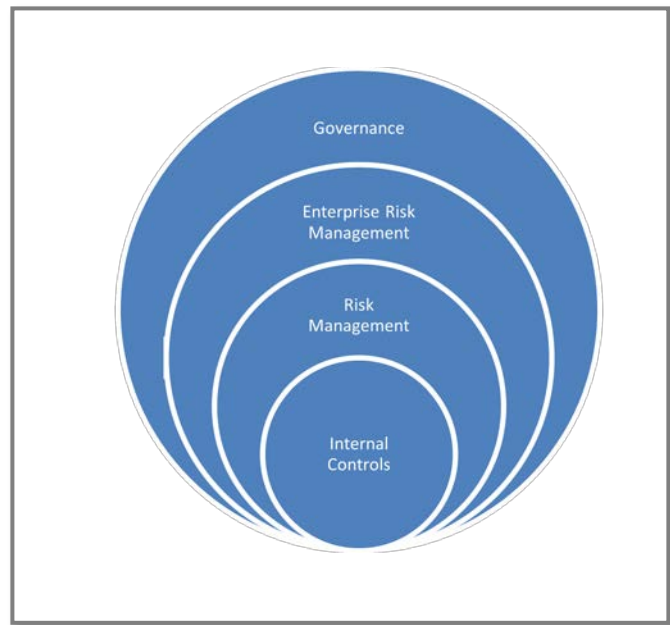 Governance
Enterprise Risk
Management
Risk
Management
Internal
Controls